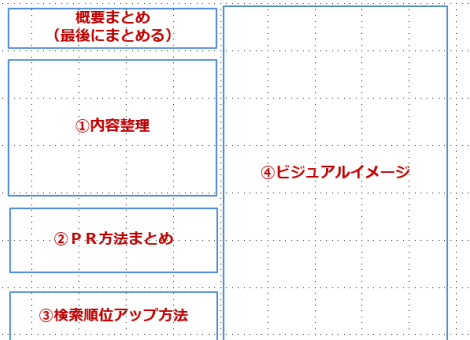 概要まとめ
（最後にまとめる）
①内容整理
②ＰＲ方法まとめ
③検索順位アップ方法
④ビジュアルイメージ